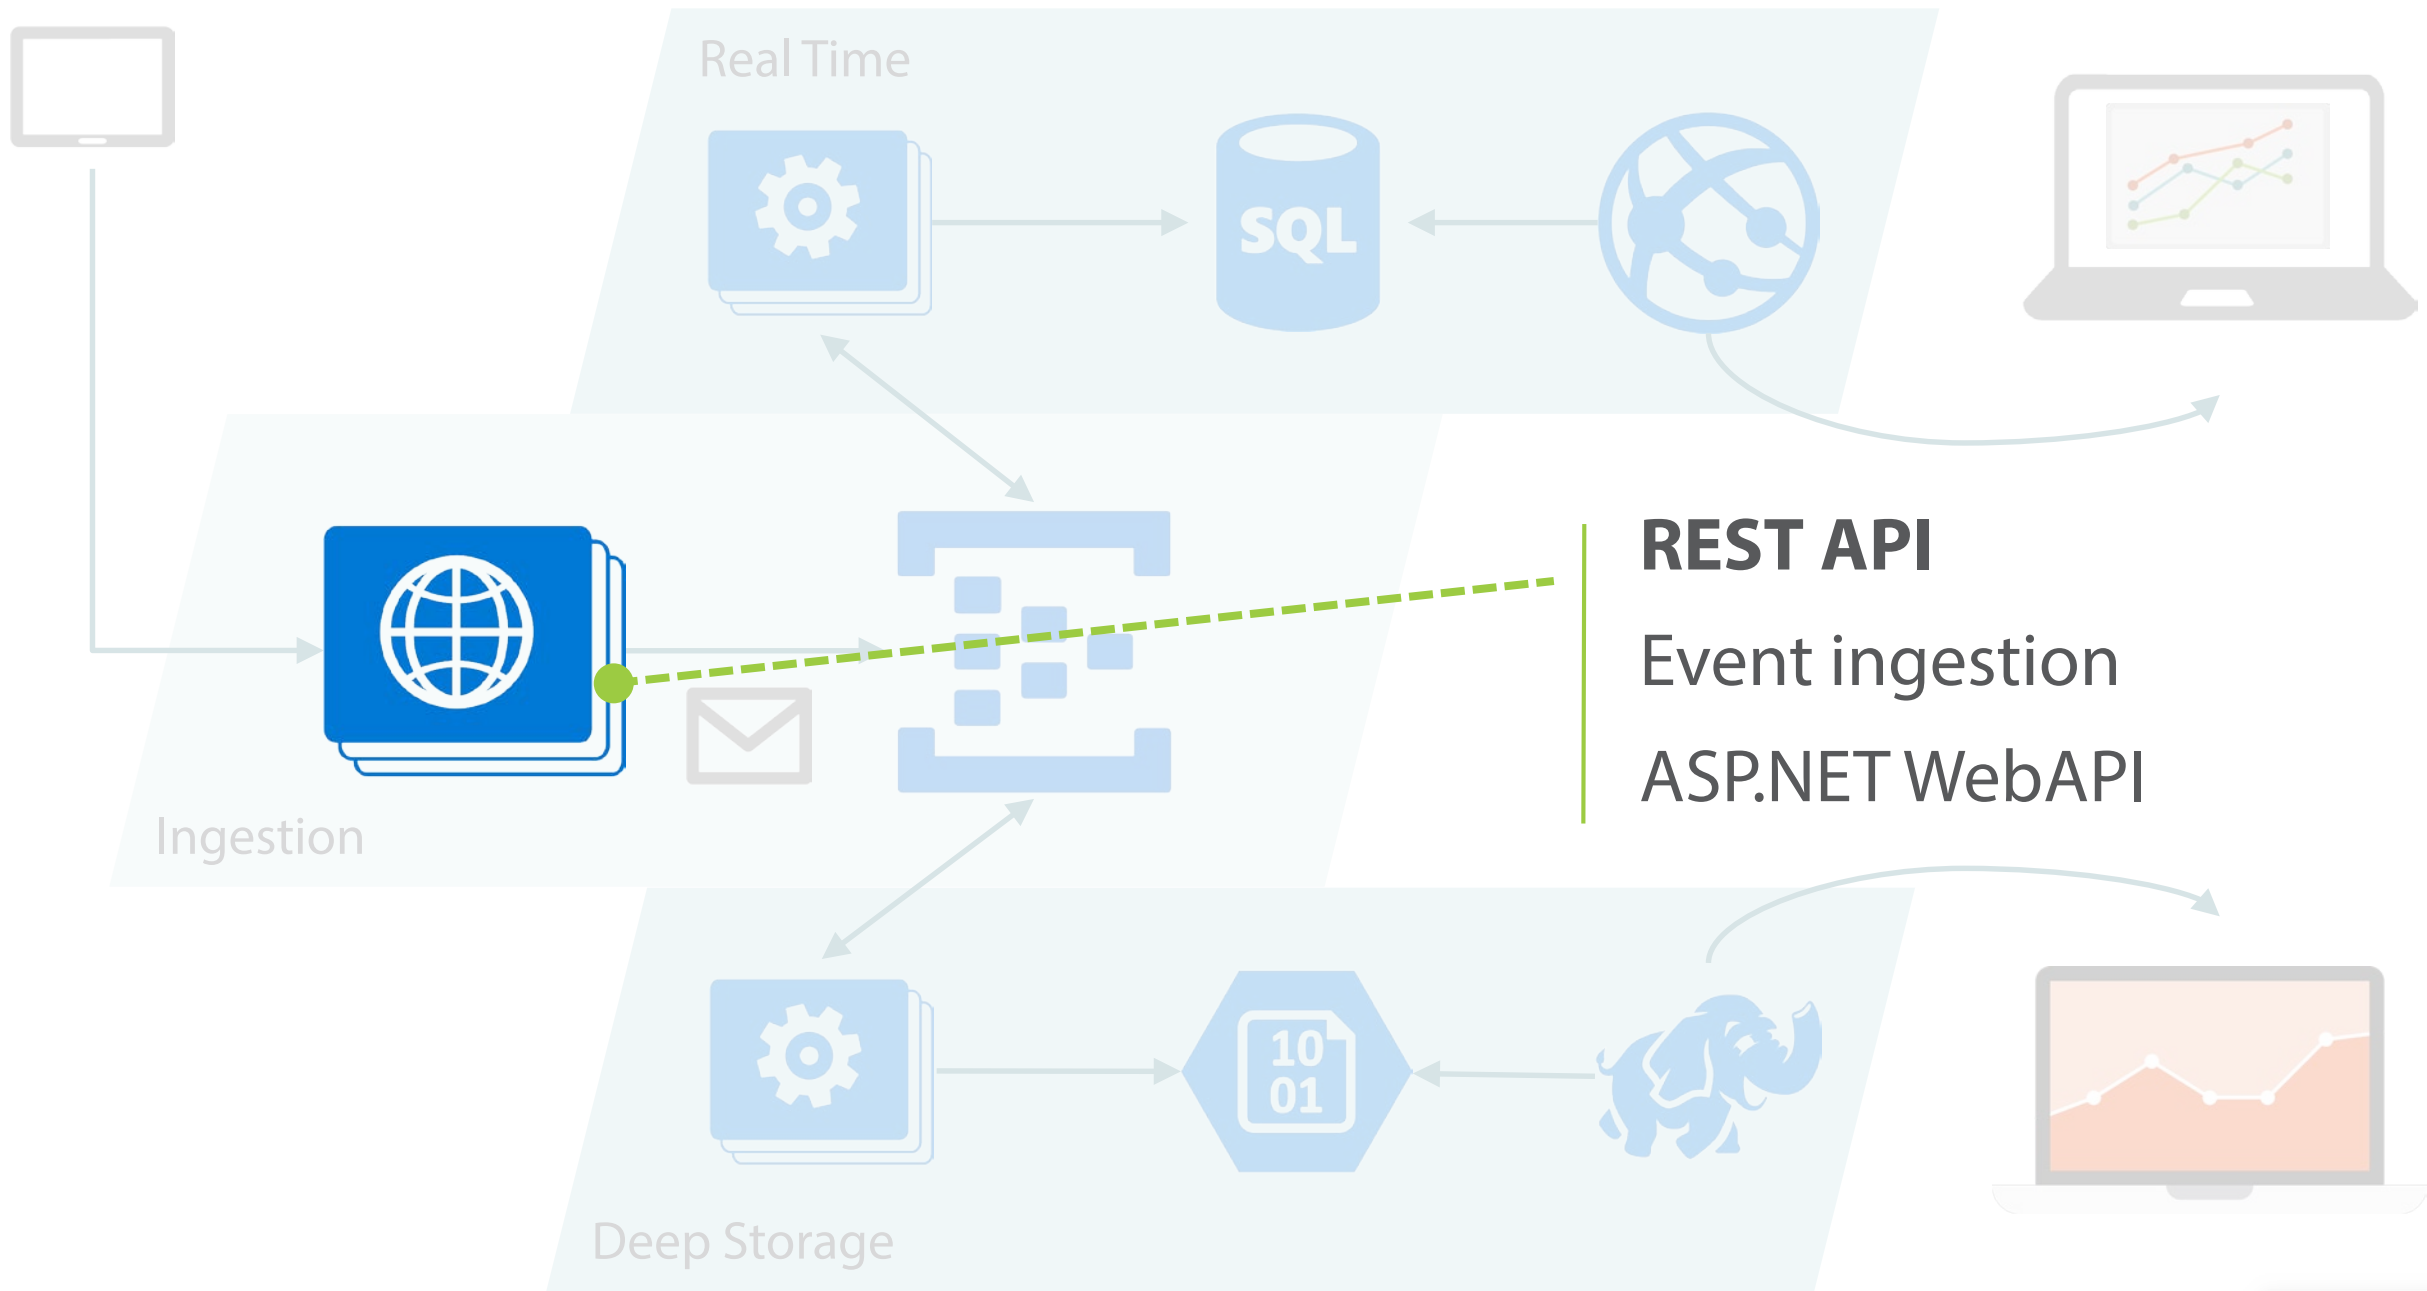 Real Time
SQL
REST API
Event ingestion
ASP.NET WebAPI
Ingestion
10
01
Deep Storage